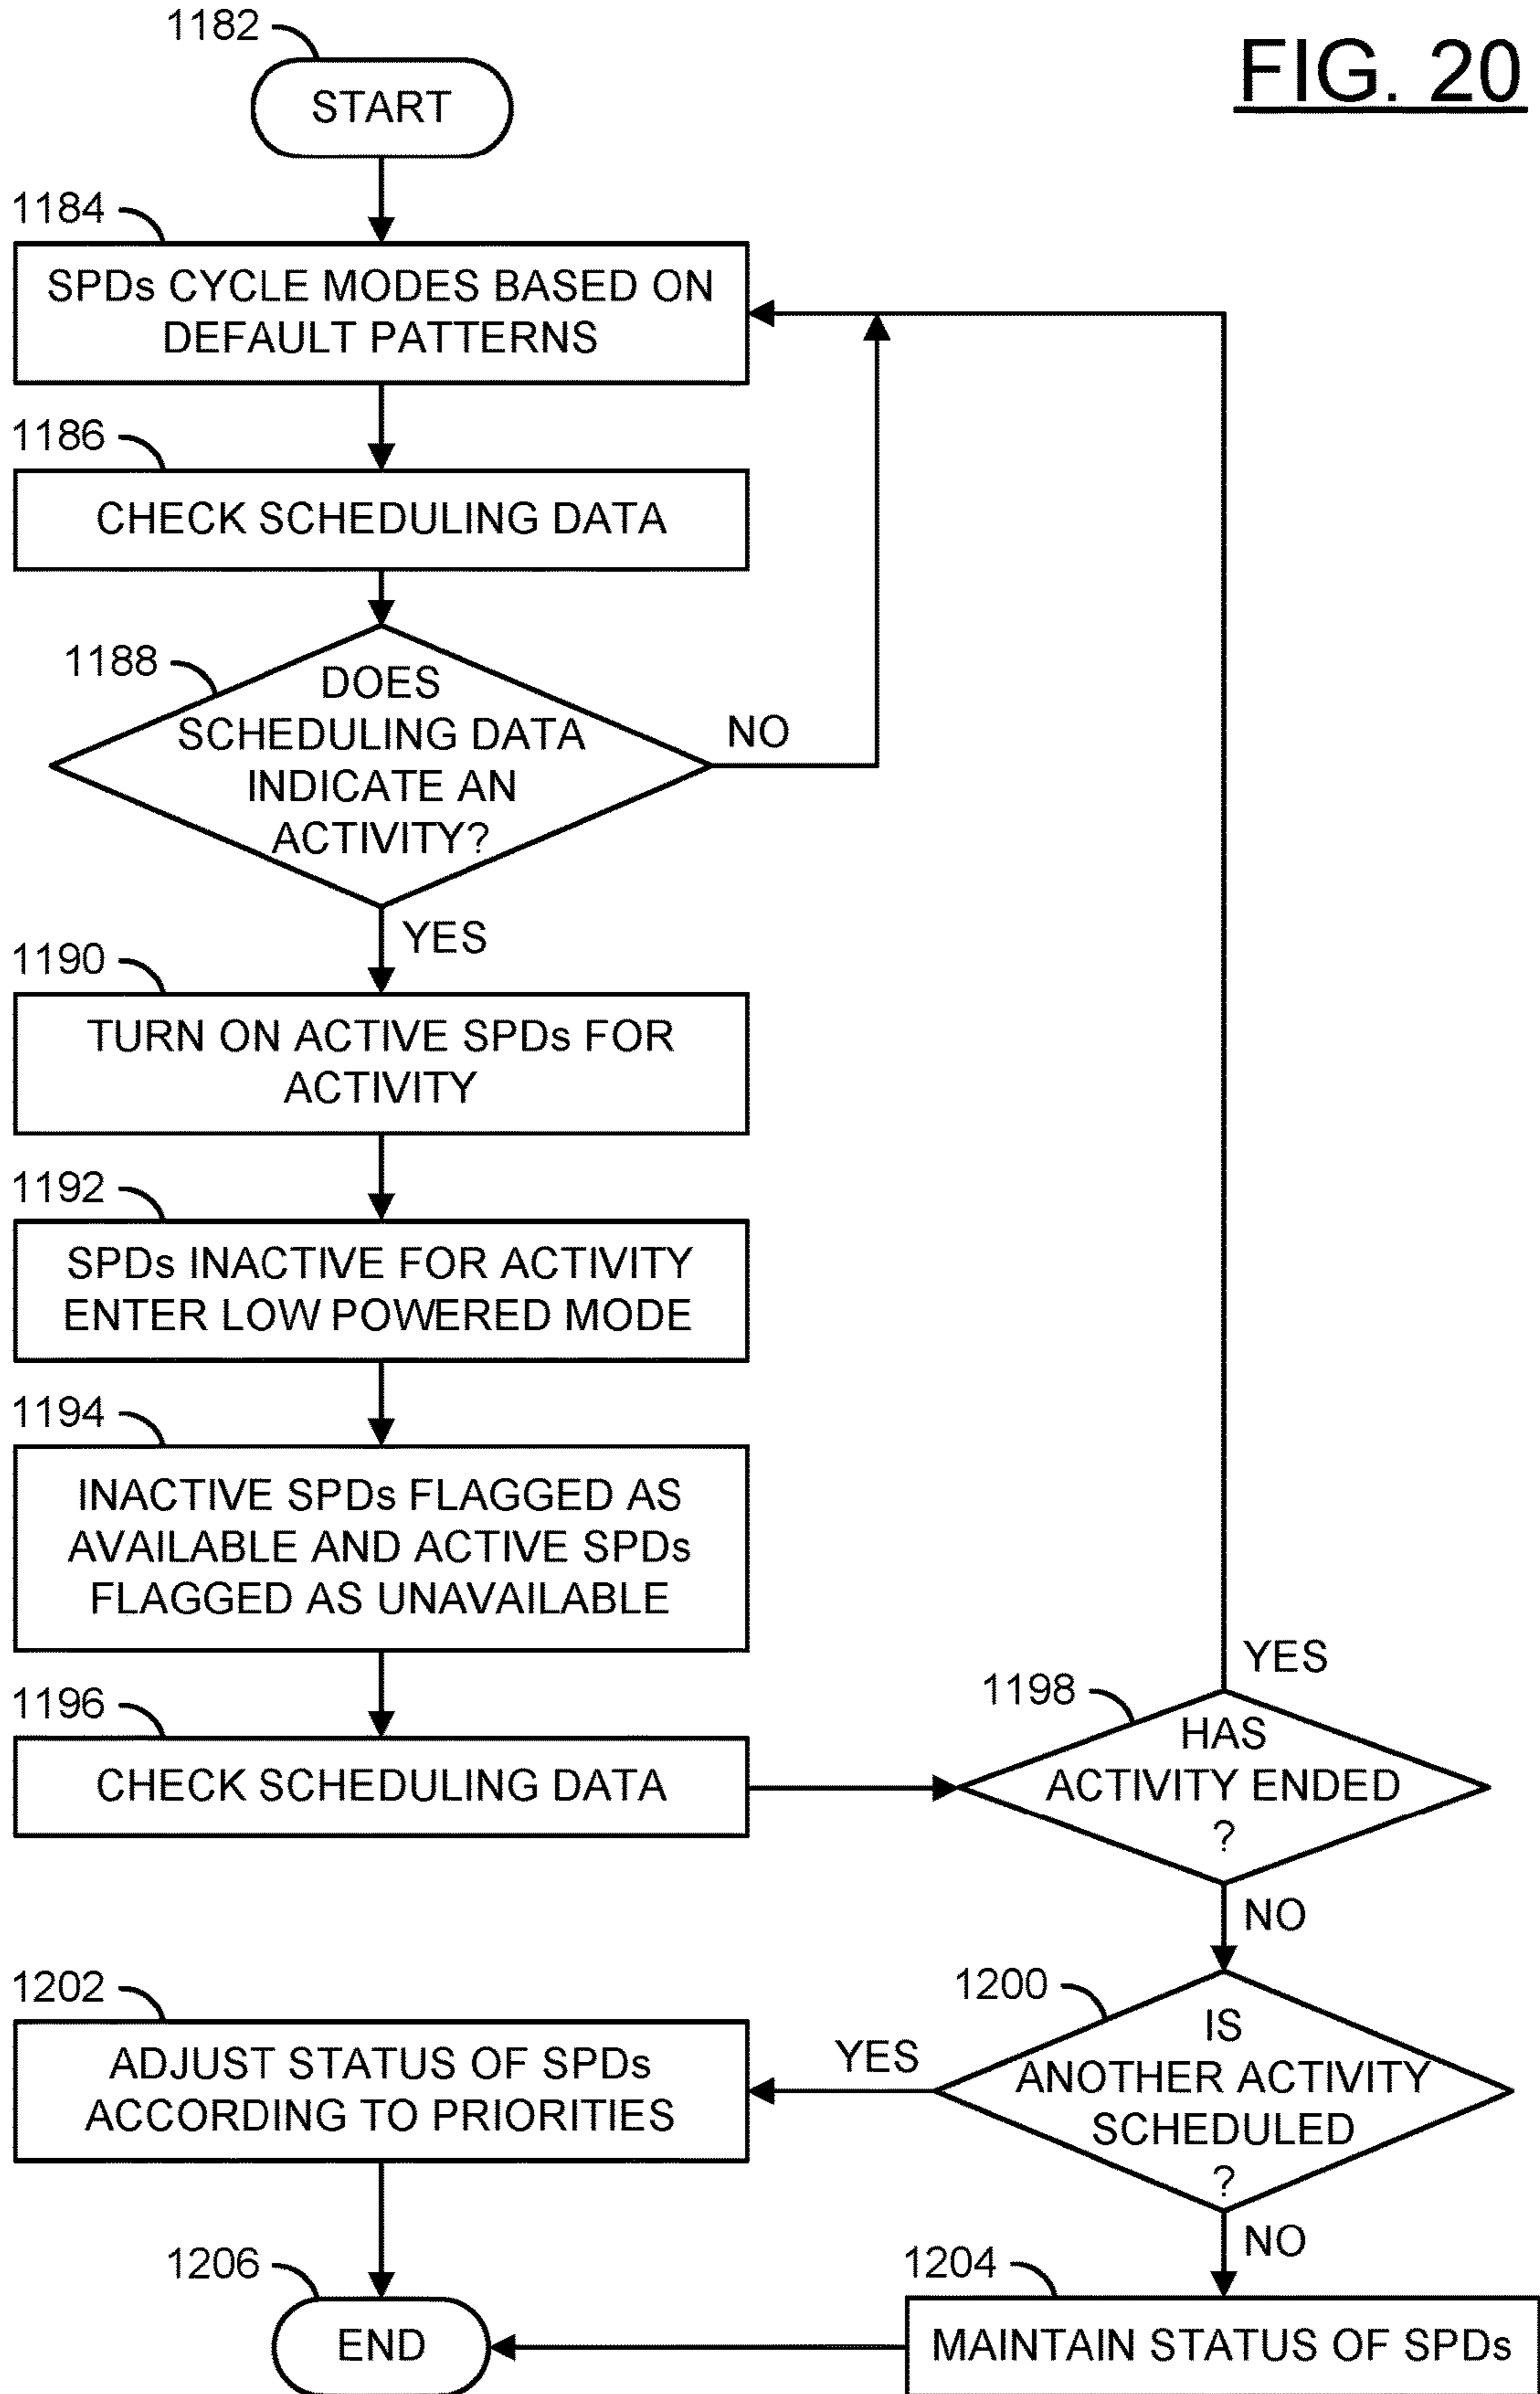 FIG. 20
1182
START
1184
SPDs CYCLE MODES BASED ON
DEFAULT PATTERNS
1186
CHECK SCHEDULING DATA
1188
DOES
SCHEDULING DATA
INDICATE AN
ACTIVITY?
NO
YES
1190
TURN ON ACTIVE SPDs FOR
ACTIVITY
1192
SPDs INACTIVE FOR ACTIVITY
ENTER LOW POWERED MODE
1194
INACTIVE SPDs FLAGGED AS
AVAILABLE AND ACTIVE SPDs
FLAGGED AS UNAVAILABLE
1196
CHECK SCHEDULING DATA
YES
1198
HAS
ACTIVITY ENDED
?
NO
1200
IS
ANOTHER ACTIVITY
SCHEDULED
?
YES
1202
ADJUST STATUS OF SPDs
ACCORDING TO PRIORITIES
NO
1204
MAINTAIN STATUS OF SPDs
1206
END